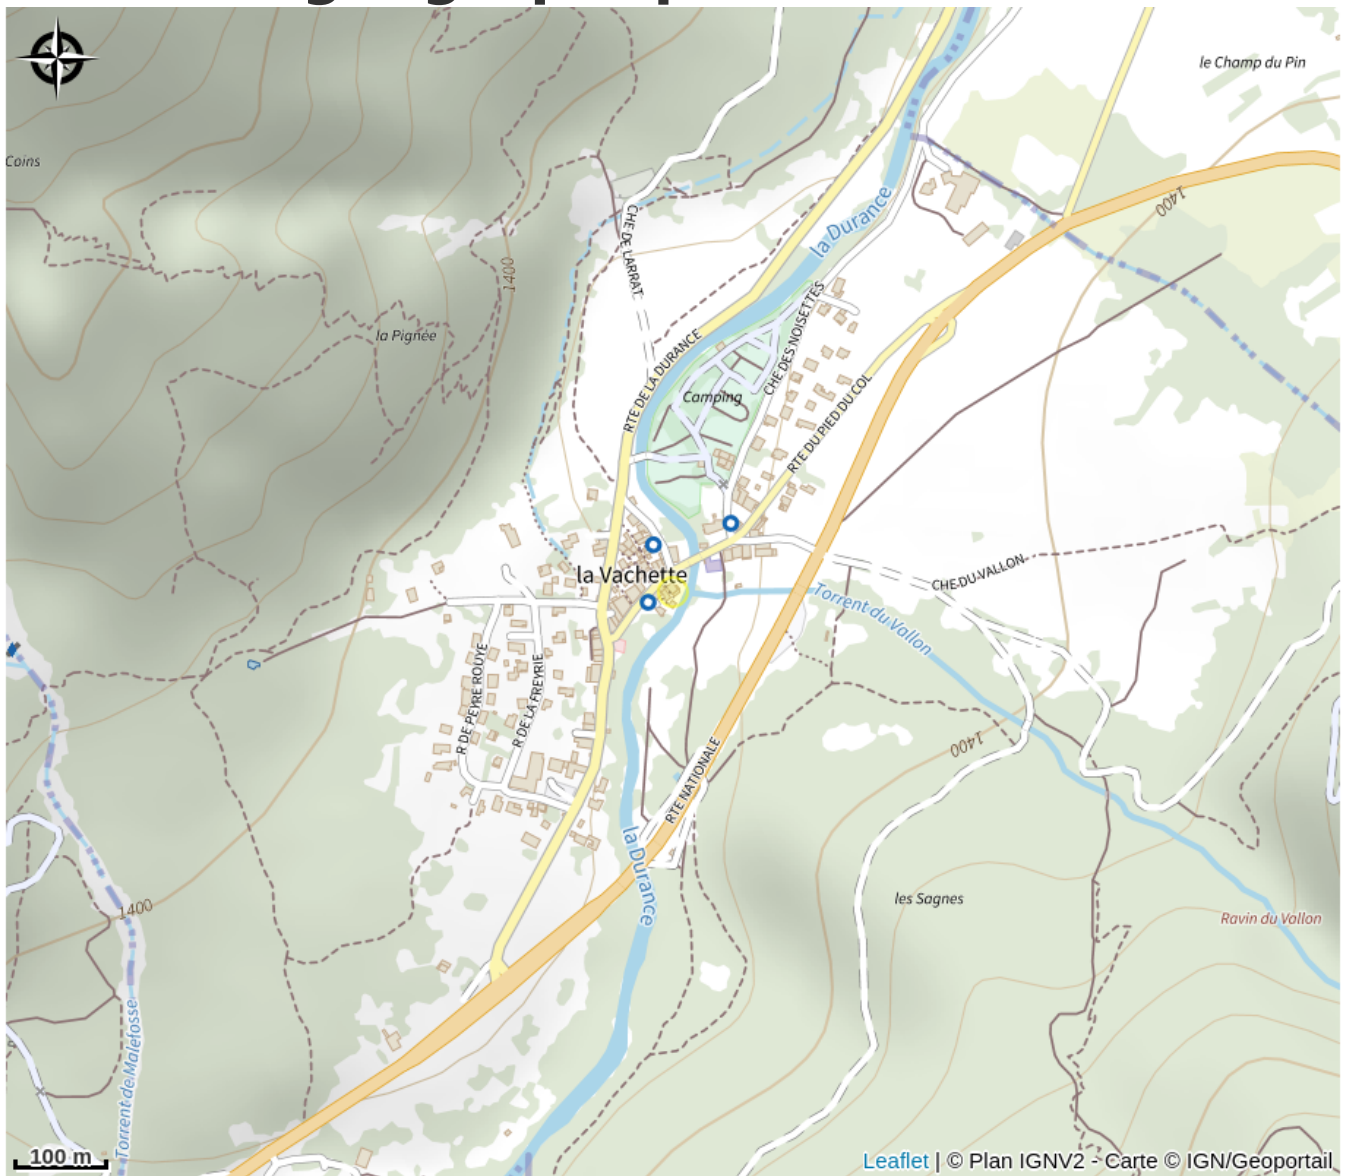 le Champ du Pin
Coins
1400
la Durance
CHE DE L'ARRAT
1400
la Pignée
CHE DES NOISETTES
RTE DE LA DURANCE
Camping
RTE DU PIED DU COL
la Vachette
CHE DU VALLON
Torrent du Vallon
R DE PEYRE ROUYE
R DE LA FREYRIE
1400
RTE NATIONALE
la Durance
les Sagnes
1400
Ravin du Vallon
Torrent de Malefosse
100 m
Leaflet | © Plan IGNV2 - Carte © IGN/Geoportail